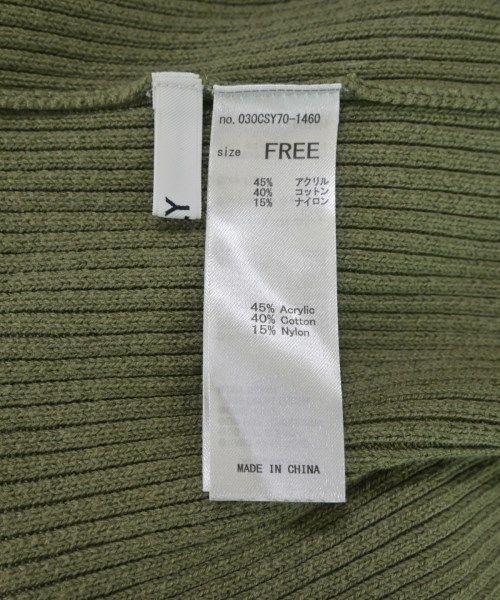 no. 030CSY70-1460
size FREE
45% アクリル
40% コットン
15% ナイロン
45% Acrylic
40% Cotton
15% Nylon
MADE IN CHINA